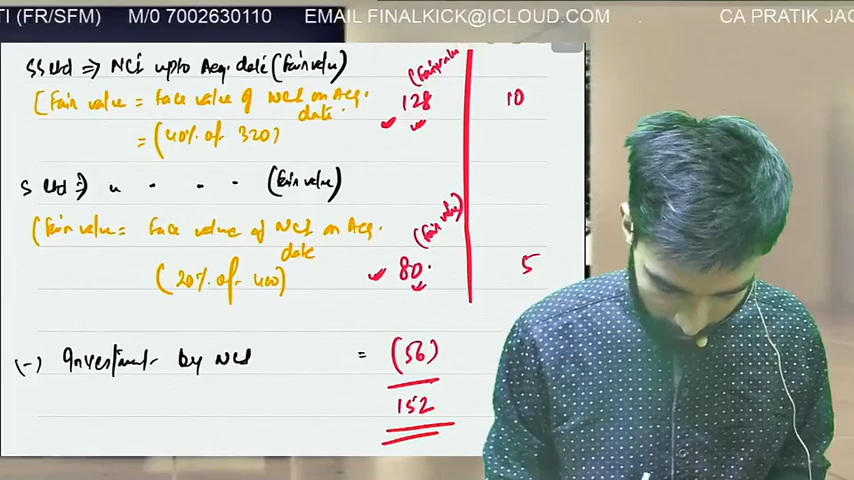 TI (FR/SFM) M/0 7002630110 EMAIL FINALKICK@ICLOUD.COM CA PRATIK JAG
SS Ltd ⇒ NCI upto Acq. date (Fair value)
(Fair value
[Fair value = Face value of NCI on Acq. date. 128 10
= (40% of 320)
S Ltd ⇒ " - - - (Fair value)
(Fair value)
(Fair value = Face value of NCI on Acq. date
(20% of 400) 80. 5
(-) Investment by NCI = (56)
152